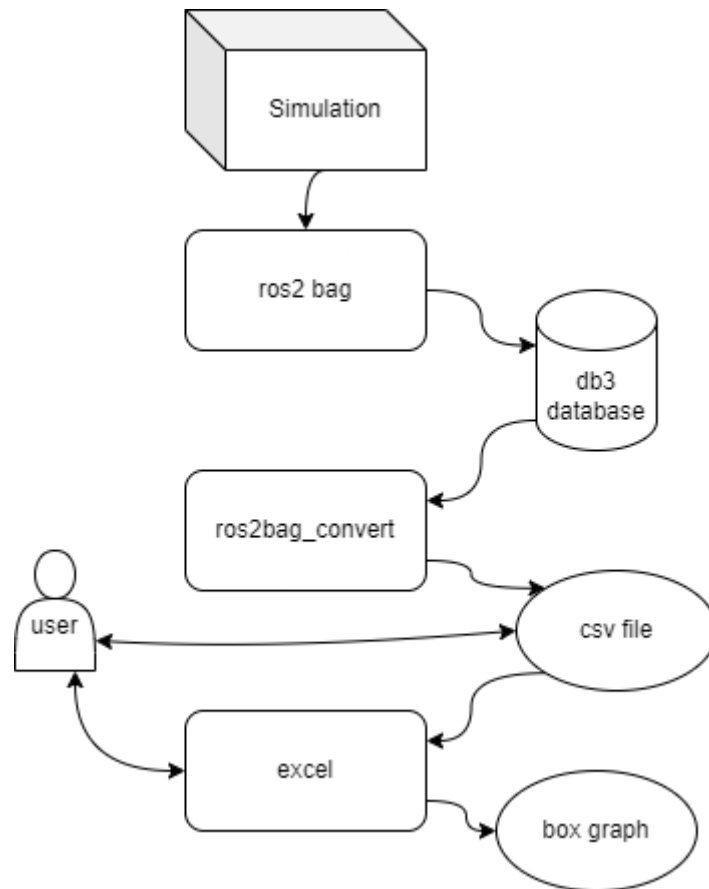 Simulation
ros2 bag
db3
database
ros2bag_convert
user
csv file
excel
box graph